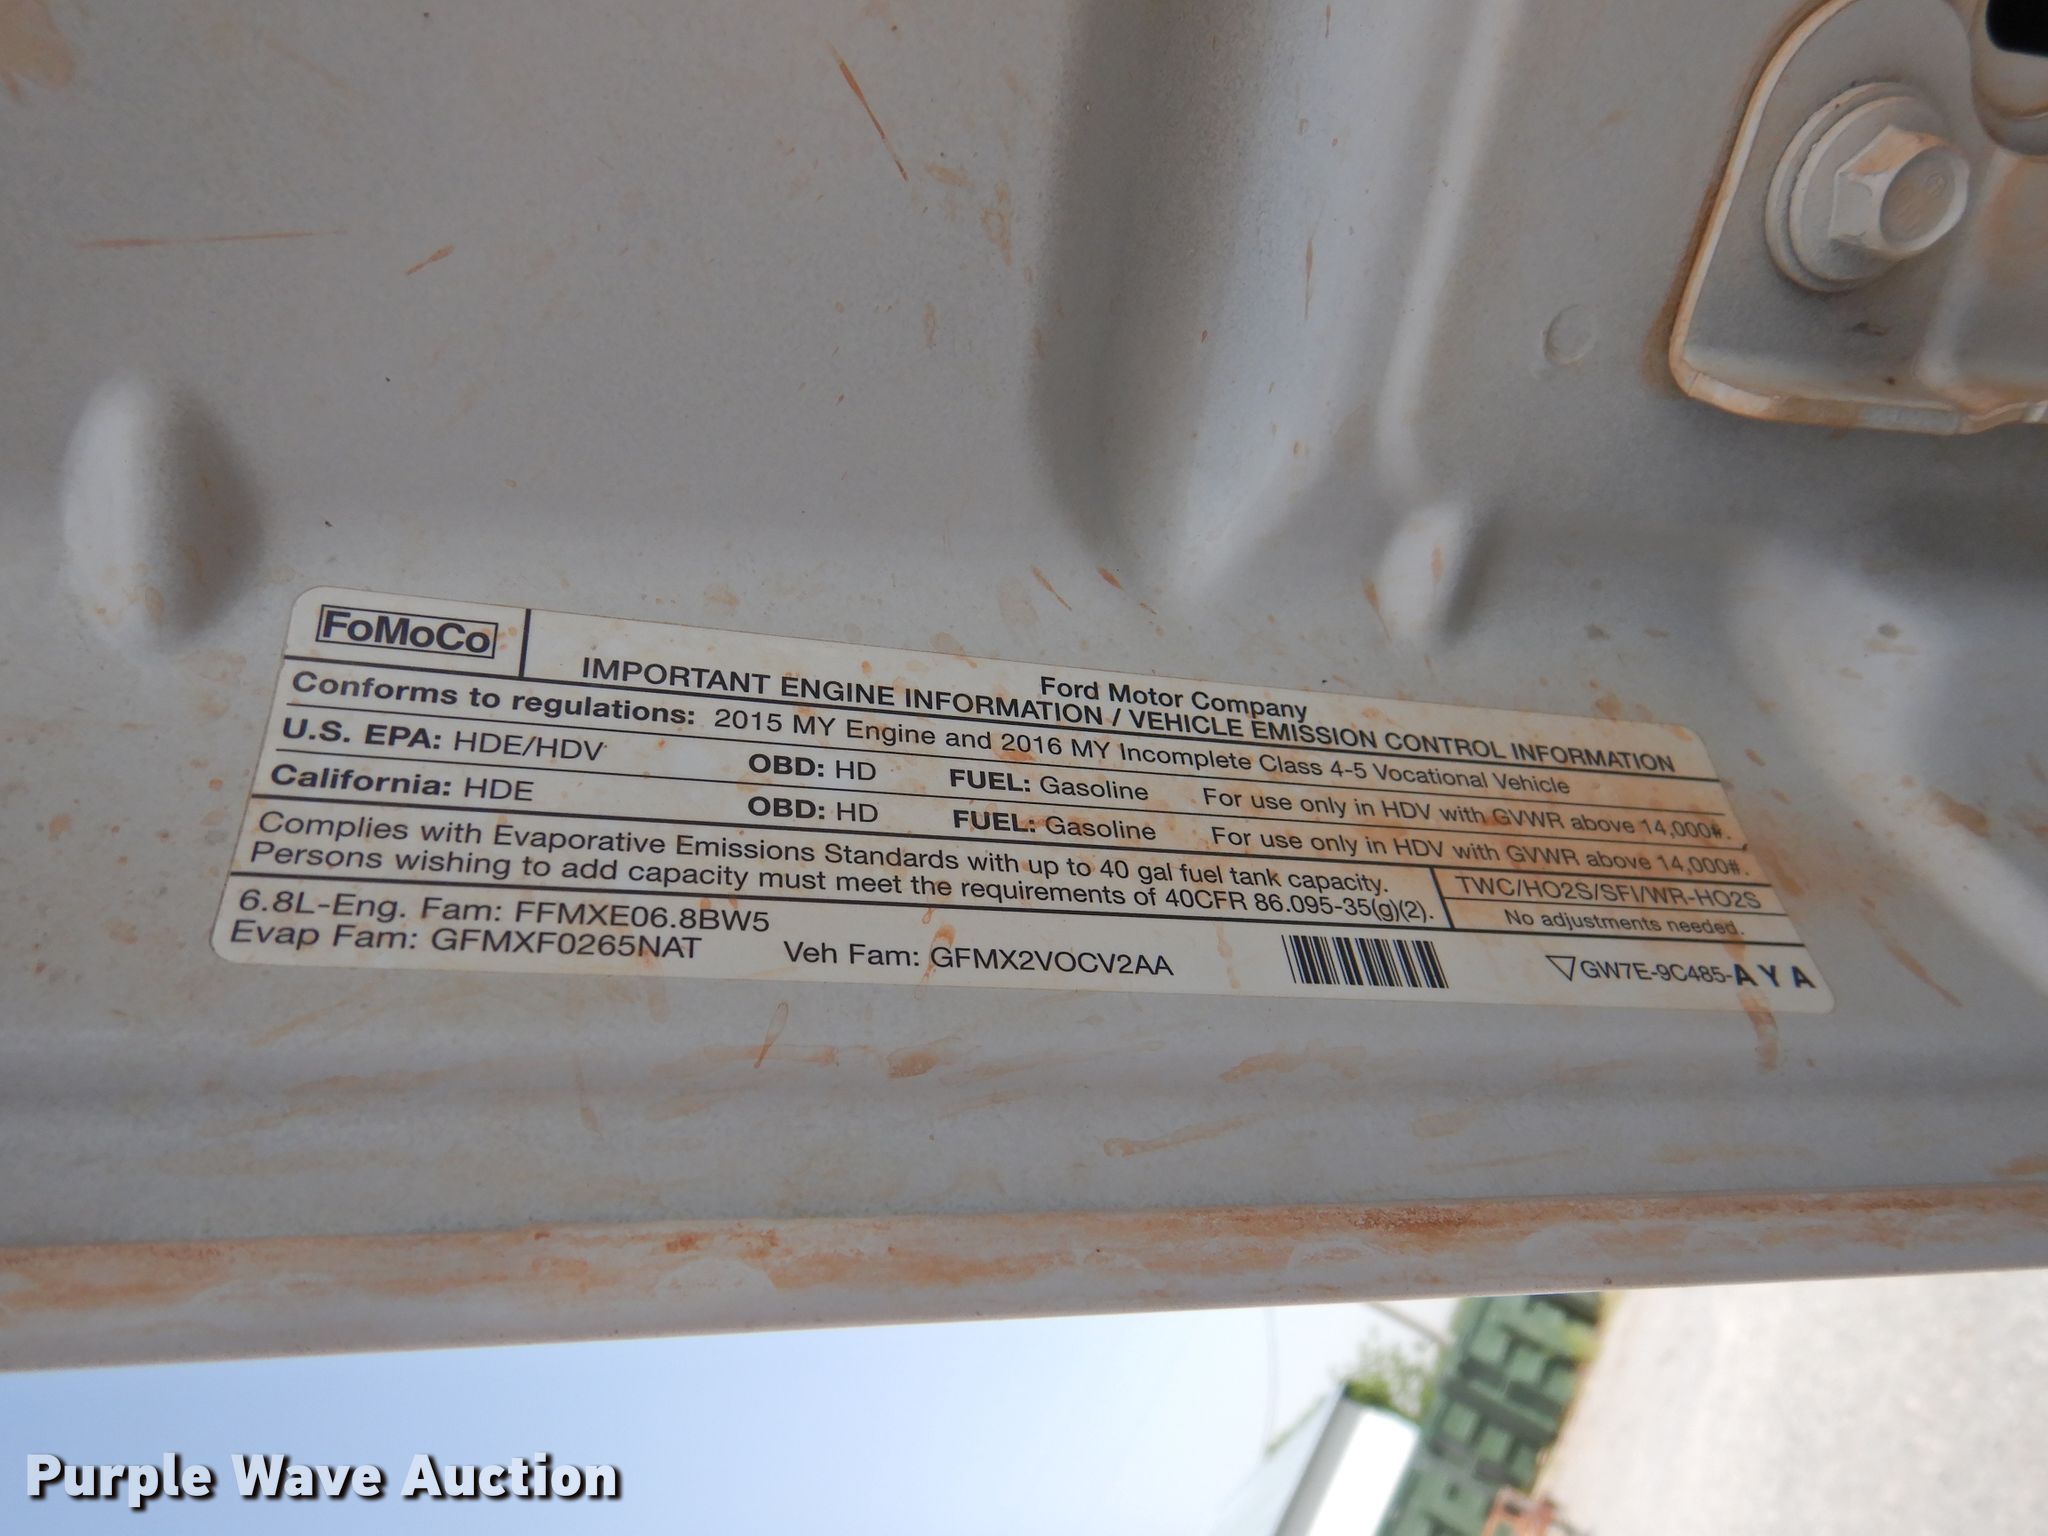 FoMoCo
Ford Motor Company
IMPORTANT ENGINE INFORMATION / VEHICLE EMISSION CONTROL INFORMATION
Conforms to regulations: 2015 MY Engine and 2016 MY Incomplete Class 4-5 Vocational Vehicle
U.S. EPA: HDE/HDV OBD: HD FUEL: Gasoline For use only in HDV with GVWR above 14,000#.
California: HDE OBD: HD FUEL: Gasoline For use only in HDV with GVWR above 14,000#.
Complies with Evaporative Emissions Standards with up to 40 gal fuel tank capacity.
Persons wishing to add capacity must meet the requirements of 40CFR 86.095-35(g)(2).
TWC/HO2S/SFI/WR-HO2S
No adjustments needed.
6.8L-Eng. Fam: FFMXE06.8BW5
Evap Fam: GFMXF0265NAT Veh Fam: GFMX2VOCV2AA
GW7E-9C485-AYA
Purple Wave Auction